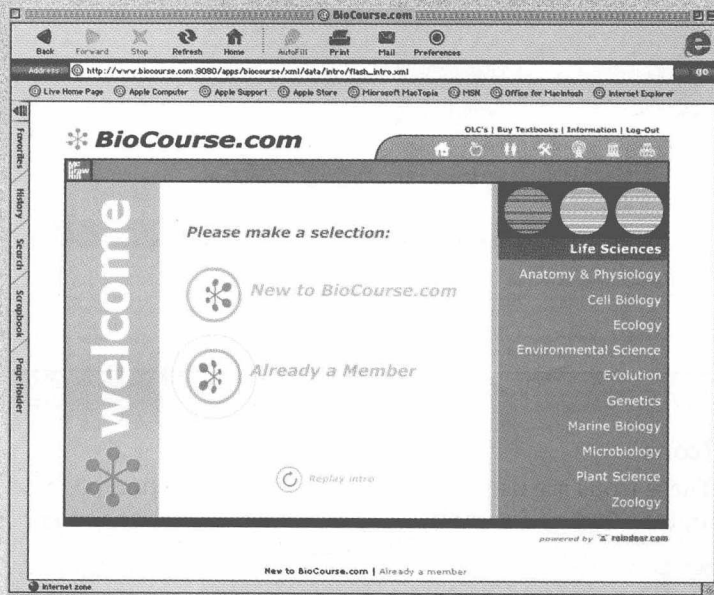 BioCourse.com
Back Forward Stop Refresh Home AutoFill Print Mail Preferences
Address: http://www.biocourse.com:8080/apps/biocourse/xml/data/intro/flash_intro.xml go
Live Home Page Apple Computer Apple Support Apple Store Microsoft MacTopia MSN Office for Macintosh Internet Explorer
Favorites
History
Search
Scrapbook
Page Holder
BioCourse.com
OLC's | Buy Textbooks | Information | Log-Out
Mc
Graw
Hill
welcome
Please make a selection:
New to BioCourse.com
Already a Member
Replay intro
Life Sciences
Anatomy & Physiology
Cell Biology
Ecology
Environmental Science
Evolution
Genetics
Marine Biology
Microbiology
Plant Science
Zoology
powered by raindear.com
New to BioCourse.com | Already a member
Internet zone